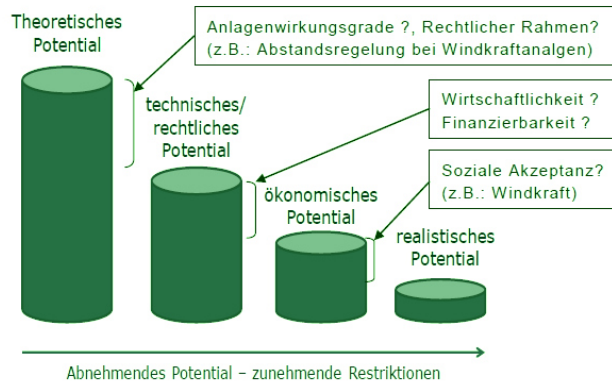 Theoretisches
Potential
Anlagenwirkungsgrade ?, Rechtlicher Rahmen?
(z.B.: Abstandsregelung bei Windkraftanalgen)
technisches/
rechtliches
Potential
Wirtschaftlichkeit ?
Finanzierbarkeit ?
ökonomisches
Potential
Soziale Akzeptanz?
(z.B.: Windkraft)
realistisches
Potential
Abnehmendes Potential – zunehmende Restriktionen